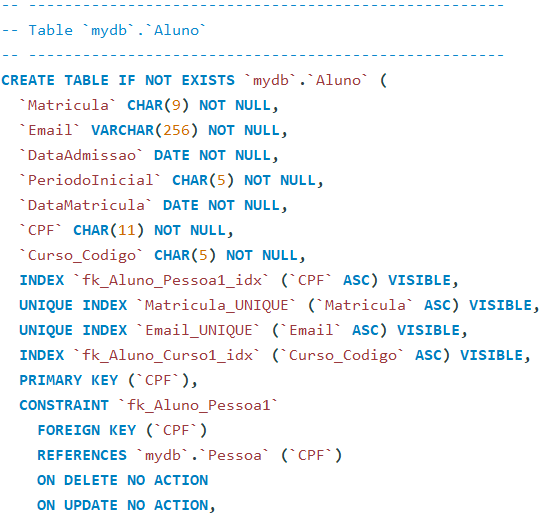 -- -----------------------------------------------------
-- Table `mydb`.`Aluno`
-- -----------------------------------------------------
CREATE TABLE IF NOT EXISTS `mydb`.`Aluno` (
  `Matricula` CHAR(9) NOT NULL,
  `Email` VARCHAR(256) NOT NULL,
  `DataAdmissao` DATE NOT NULL,
  `PeriodoInicial` CHAR(5) NOT NULL,
  `DataMatricula` DATE NOT NULL,
  `CPF` CHAR(11) NOT NULL,
  `Curso_Codigo` CHAR(5) NOT NULL,
  INDEX `fk_Aluno_Pessoa1_idx` (`CPF` ASC) VISIBLE,
  UNIQUE INDEX `Matricula_UNIQUE` (`Matricula` ASC) VISIBLE,
  UNIQUE INDEX `Email_UNIQUE` (`Email` ASC) VISIBLE,
  INDEX `fk_Aluno_Curso1_idx` (`Curso_Codigo` ASC) VISIBLE,
  PRIMARY KEY (`CPF`),
  CONSTRAINT `fk_Aluno_Pessoa1`
    FOREIGN KEY (`CPF`)
    REFERENCES `mydb`.`Pessoa` (`CPF`)
    ON DELETE NO ACTION
    ON UPDATE NO ACTION,